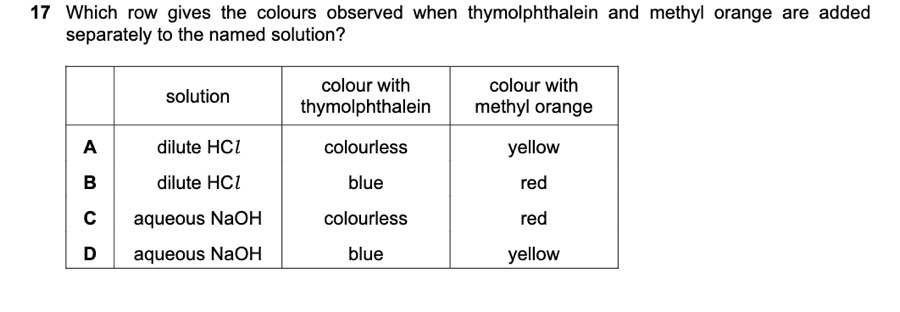 17 Which row gives the colours observed when thymolphthalein and methyl orange are added
separately to the named solution?
solution
colour with
thymolphthalein
colour with
methyl orange
A dilute HCl colourless yellow
B dilute HCl blue red
C aqueous NaOH colourless red
D aqueous NaOH blue yellow